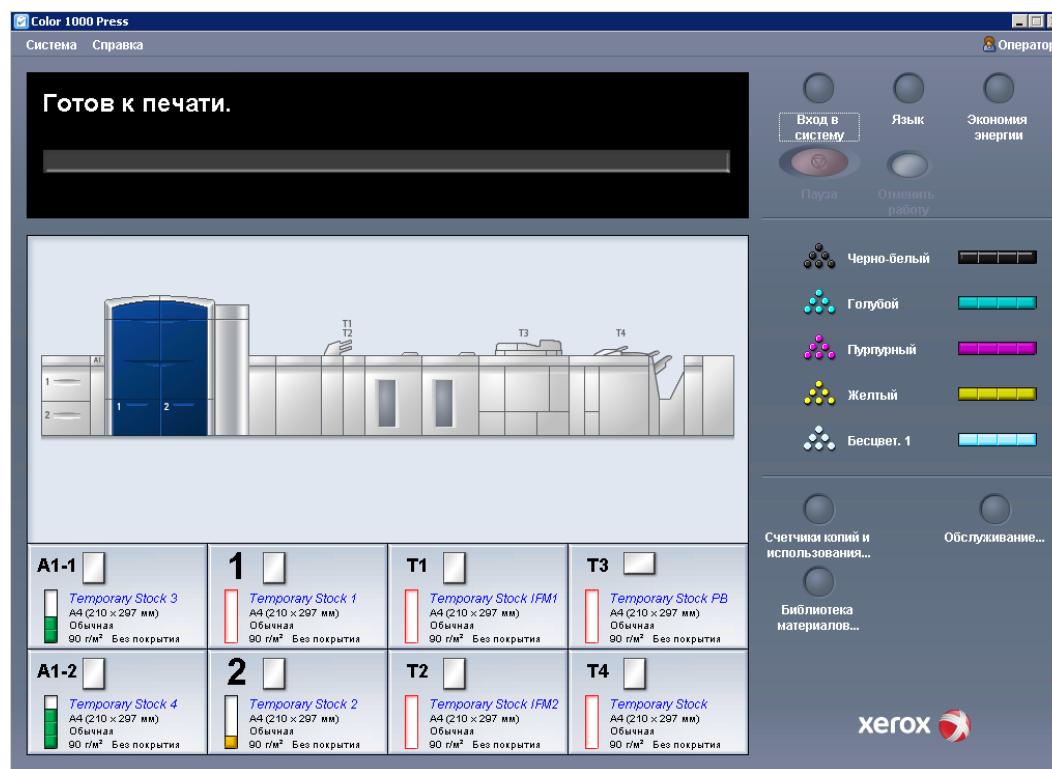 Color 1000 Press
Система Справка
Оператор
Готов к печати.
Вход в
систему
Язык
Экономия
энергии
Пауза
Отменить
работу
Черно-белый
Голубой
Пурпурный
Желтый
Бесцвет. 1
T1
T2
T3
T4
A1
1
2
1
2
Счетчики копий и
использования...
Обслуживание...
Библиотека
материалов...
A1-1
Temporary Stock 3
A4 (210 × 297 мм)
Обычная
90 г/м² Без покрытия
1
Temporary Stock 1
A4 (210 × 297 мм)
Обычная
90 г/м² Без покрытия
T1
Temporary Stock IFM1
A4 (210 × 297 мм)
Обычная
90 г/м² Без покрытия
T3
Temporary Stock PB
A4 (210 × 297 мм)
Обычная
90 г/м² Без покрытия
A1-2
Temporary Stock 4
A4 (210 × 297 мм)
Обычная
90 г/м² Без покрытия
2
Temporary Stock 2
A4 (210 × 297 мм)
Обычная
90 г/м² Без покрытия
T2
Temporary Stock IFM2
A4 (210 × 297 мм)
Обычная
90 г/м² Без покрытия
T4
Temporary Stock
A4 (210 × 297 мм)
Обычная
90 г/м² Без покрытия
xerox